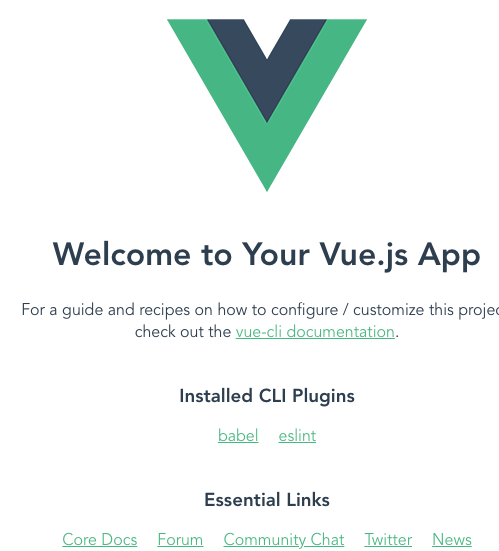 Welcome to Your Vue.js App
For a guide and recipes on how to configure / customize this
check out the vue-cli documentation.
Installed CLI Plugins
babel eslint
Essential Links
Core Docs Forum Community Chat Twitter News